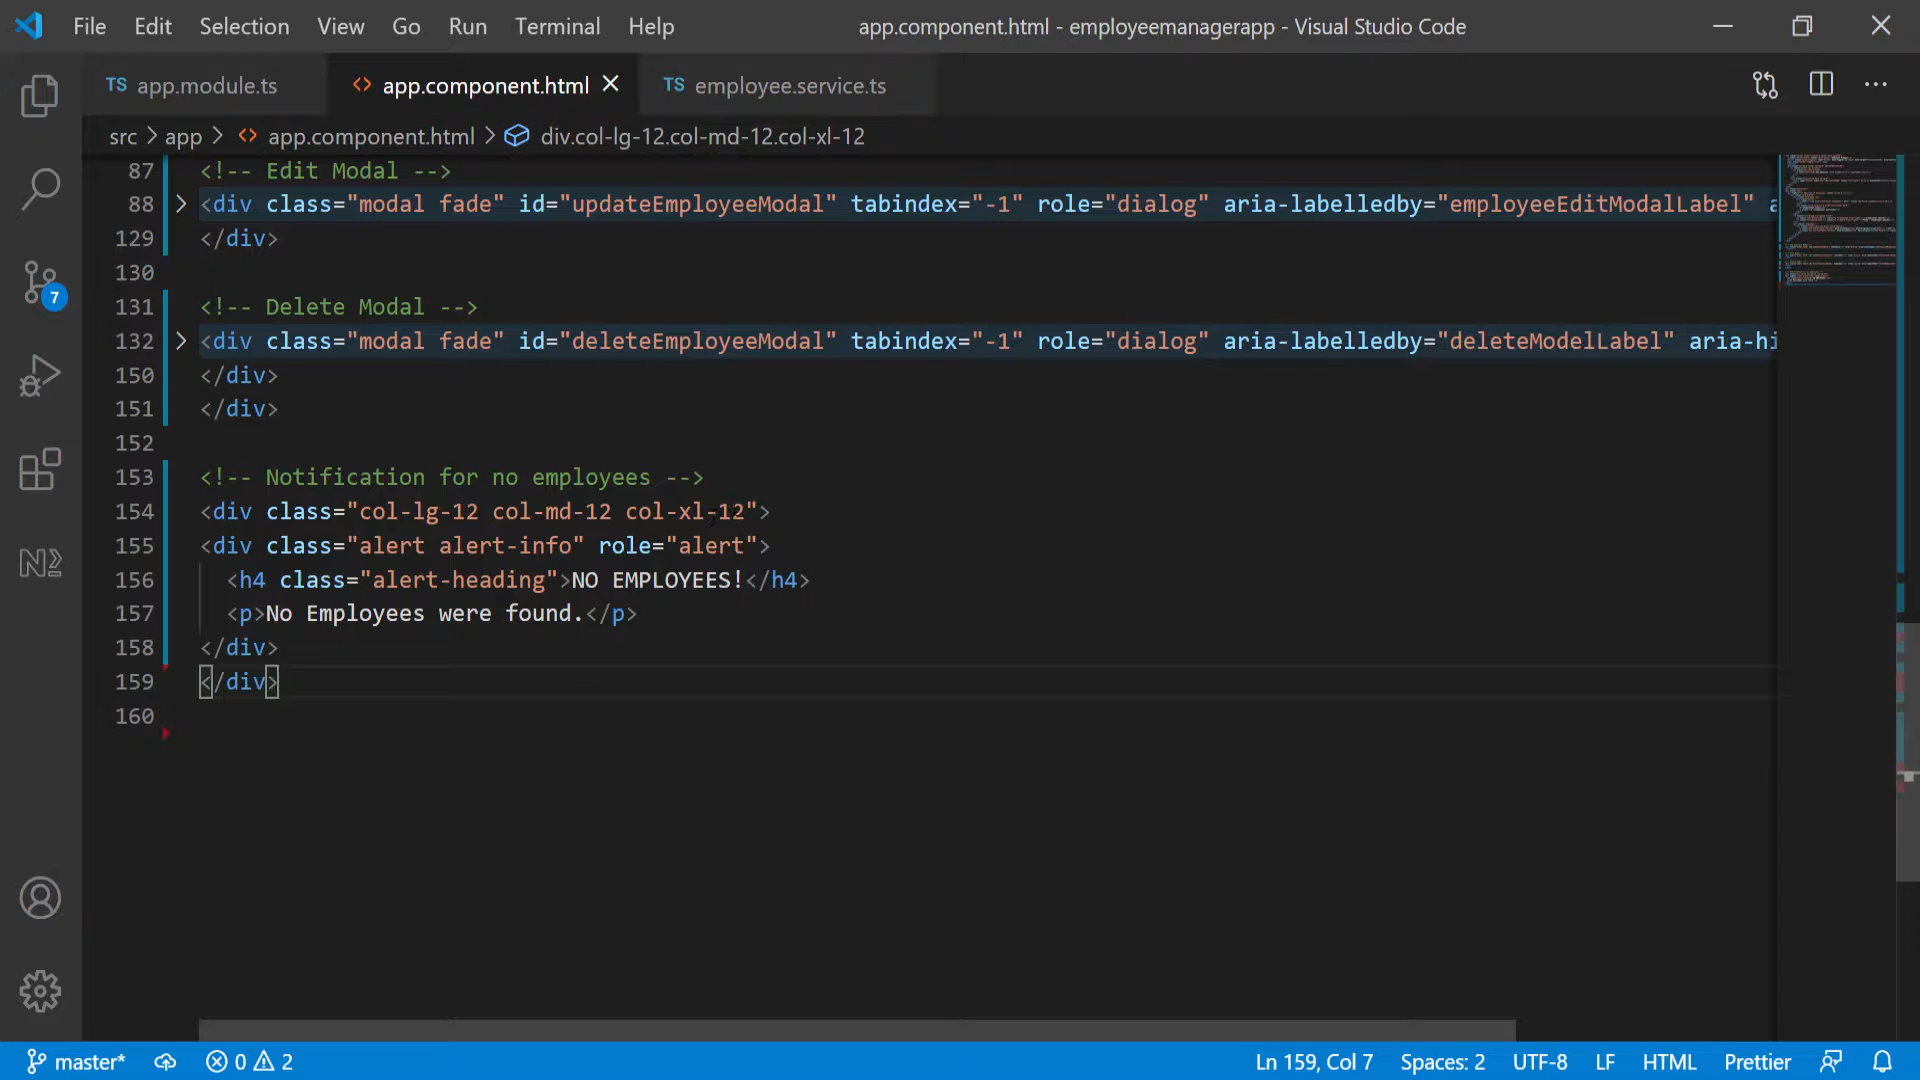 File Edit Selection View Go Run Terminal Help app.component.html - employeemanagerapp - Visual Studio Code
TS app.module.ts <> app.component.html TS employee.service.ts
src > app > <> app.component.html > div.col-lg-12.col-md-12.col-xl-12
87 <!-- Edit Modal -->
88 <div class="modal fade" id="updateEmployeeModal" tabindex="-1" role="dialog" aria-labelledby="employeeEditModalLabel" a
129 </div>
130
131 <!-- Delete Modal -->
132 <div class="modal fade" id="deleteEmployeeModal" tabindex="-1" role="dialog" aria-labelledby="deleteModelLabel" aria-hi
150 </div>
151 </div>
152
153 <!-- Notification for no employees -->
154 <div class="col-lg-12 col-md-12 col-xl-12">
155 <div class="alert alert-info" role="alert">
156 <h4 class="alert-heading">NO EMPLOYEES!</h4>
157 <p>No Employees were found.</p>
158 </div>
159 </div>
160
7
master* 0 2 Ln 159, Col 7 Spaces: 2 UTF-8 LF HTML Prettier